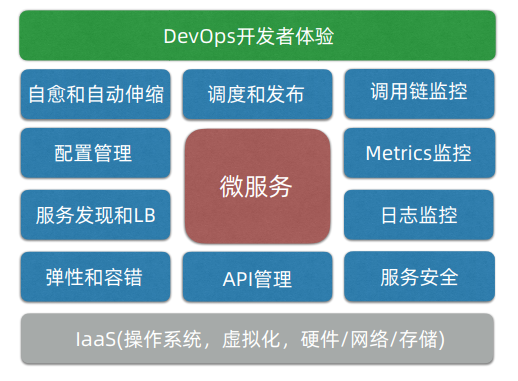 DevOps开发者体验
自愈和自动伸缩
调度和发布
调用链监控
配置管理
微服务
Metrics监控
服务发现和LB
日志监控
弹性和容错
API管理
服务安全
IaaS(操作系统，虚拟化，硬件/网络/存储)